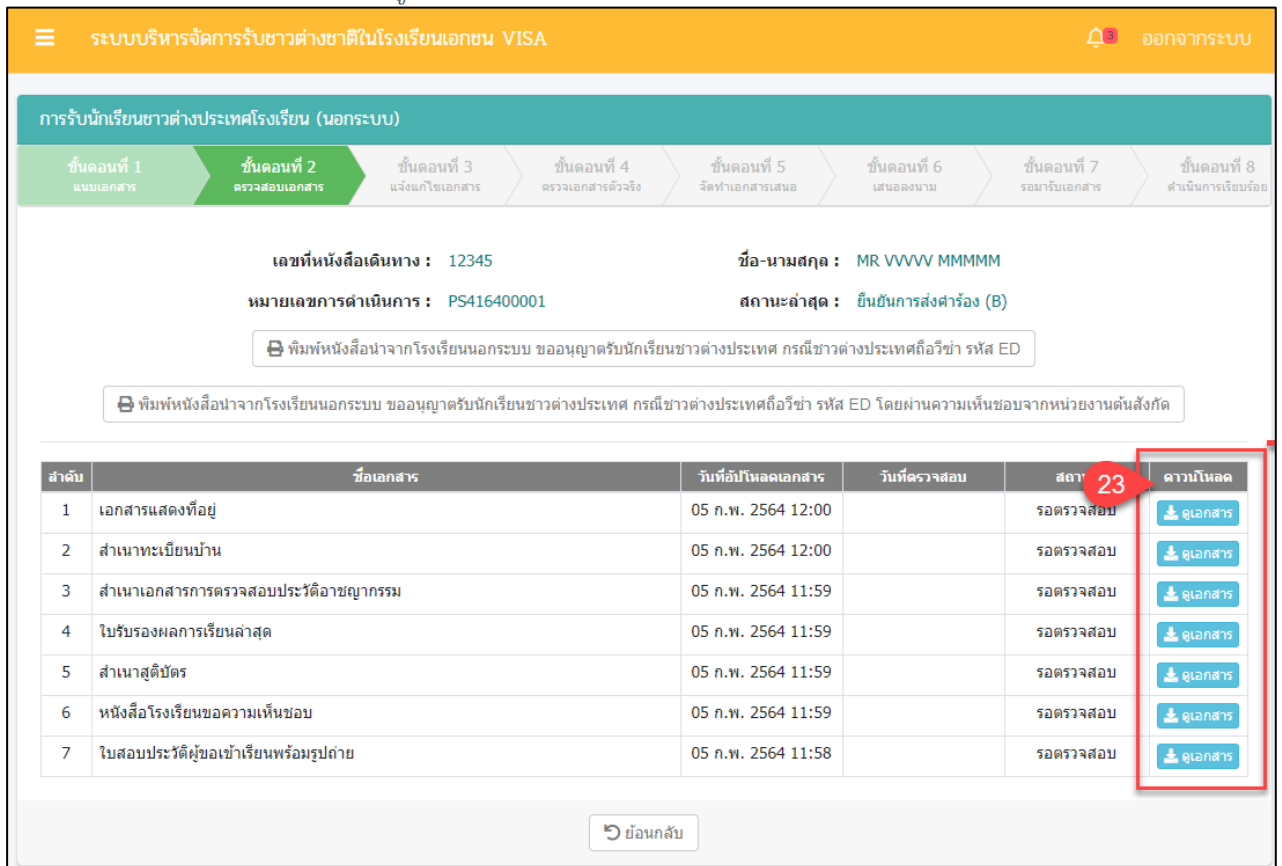 ระบบบริหารจัดการรับชาวต่างชาติในโรงเรียนเอกชน VISA 3 ออกจากระบบ
การรับนักเรียนชาวต่างประเทศโรงเรียน (นอกระบบ)
ขั้นตอนที่ 1 ขั้นตอนที่ 2 ขั้นตอนที่ 3 ขั้นตอนที่ 4 ขั้นตอนที่ 5 ขั้นตอนที่ 6 ขั้นตอนที่ 7 ขั้นตอนที่ 8
แนบเอกสาร ตรวจสอบเอกสาร แจ้งแก้ไขเอกสาร ตรวจเอกสารตัวจริง จัดทำเอกสารเสนอ เสนอลงนาม รอมารับเอกสาร ดำเนินการเรียบร้อย
เลขที่หนังสือเดินทาง : 12345 ชื่อ-นามสกุล : MR VVVVV MMMMM
หมายเลขการดำเนินการ : PS416400001 สถานะล่าสุด : ยืนยันการส่งคำร้อง (B)
พิมพ์หนังสือนำจากโรงเรียนนอกระบบ ขออนุญาตรับนักเรียนชาวต่างประเทศ กรณีชาวต่างประเทศถือวีซ่า รหัส ED
พิมพ์หนังสือนำจากโรงเรียนนอกระบบ ขออนุญาตรับนักเรียนชาวต่างประเทศ กรณีชาวต่างประเทศถือวีซ่า รหัส ED โดยผ่านความเห็นชอบจากหน่วยงานต้นสังกัด
ลำดับ ชื่อเอกสาร วันที่อัปโหลดเอกสาร วันที่ตรวจสอบ 23 ดาวน์โหลด
1 เอกสารแสดงที่อยู่ 05 ก.พ. 2564 12:00 รอตรวจสอบ ดูเอกสาร
2 สำเนาทะเบียนบ้าน 05 ก.พ. 2564 12:00 รอตรวจสอบ ดูเอกสาร
3 สำเนาเอกสารการตรวจสอบประวัติอาชญากรรม 05 ก.พ. 2564 11:59 รอตรวจสอบ ดูเอกสาร
4 ใบรับรองผลการเรียนล่าสุด 05 ก.พ. 2564 11:59 รอตรวจสอบ ดูเอกสาร
5 สำเนาสูติบัตร 05 ก.พ. 2564 11:59 รอตรวจสอบ ดูเอกสาร
6 หนังสือโรงเรียนขอความเห็นชอบ 05 ก.พ. 2564 11:59 รอตรวจสอบ ดูเอกสาร
7 ใบสอบประวัติผู้ขอเข้าเรียนพร้อมรูปถ่าย 05 ก.พ. 2564 11:58 รอตรวจสอบ ดูเอกสาร
ย้อนกลับ